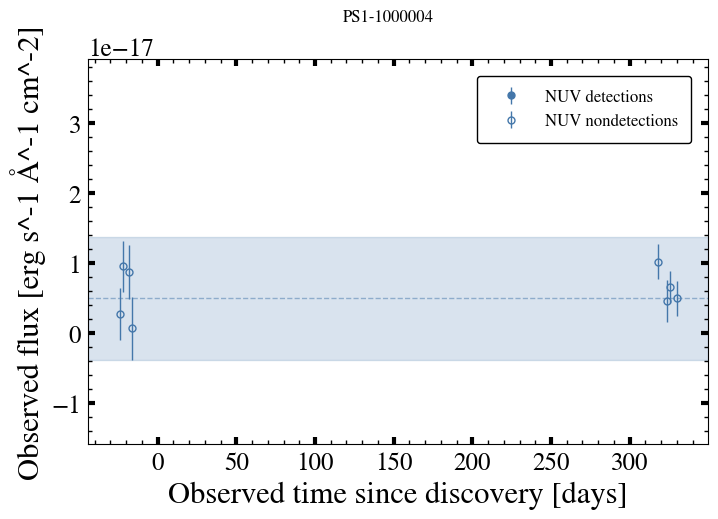 PS1-1000004
1e−17
NUV detections
NUV nondetections
Observed flux [erg s^-1 Å^-1 cm^-2]
3
2
1
0
−1
0 50 100 150 200 250 300
Observed time since discovery [days]